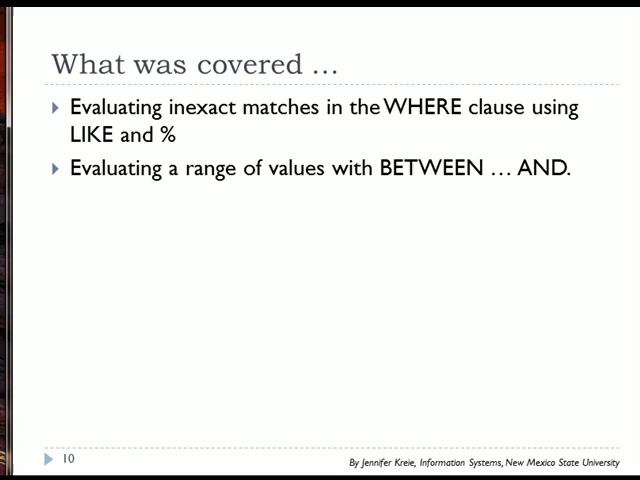 What was covered …
Evaluating inexact matches in the WHERE clause using
LIKE and %
Evaluating a range of values with BETWEEN … AND.
10
By Jennifer Kreie, Information Systems, New Mexico State University